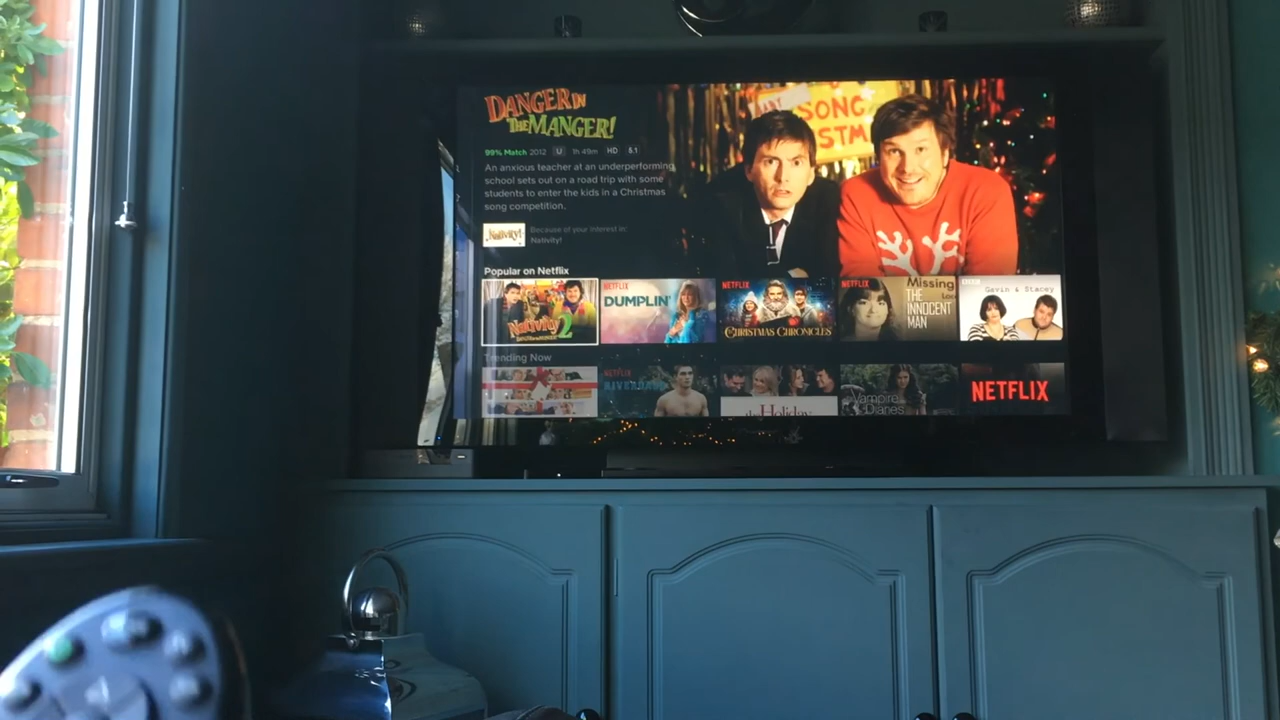 DANGER IN
THE MANGER!
SONG
99% Match 2012 U 1h 49m HD 5.1
An anxious teacher at an underperforming
school sets out on a road trip with some
students to enter the kids in a Christmas
song competition.
Nativity!
Because of your interest in:
Nativity!
Popular on Netflix
Nativity 2
NETFLIX
DUMPLIN'
NETFLIX
THE CHRISTMAS CHRONICLES
NETFLIX
THE
INNOCENT
MAN
Missing
BBC
Gavin & Stacey
Trending Now
NETFLIX
RIVERDALE
the Holiday
Vampire
Diaries
NETFLIX